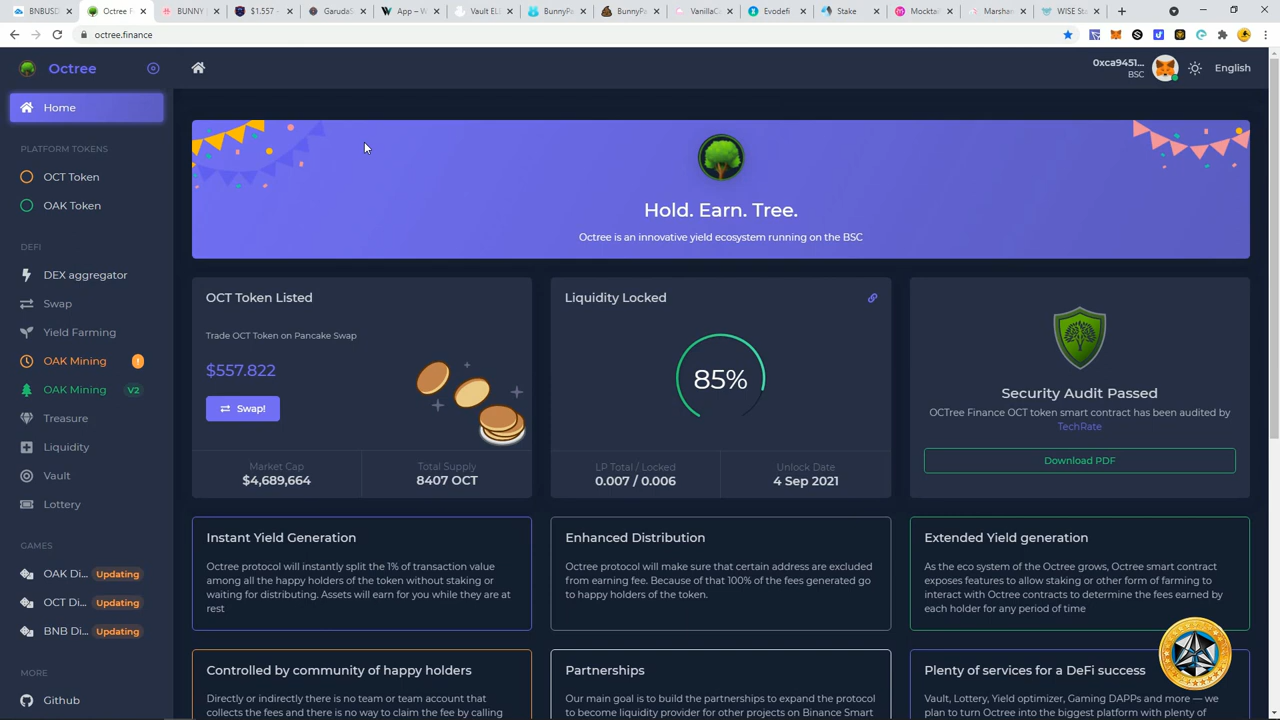 BNBUSD
Octree F
BUNNY
$1.557 -
GarudaS
App – W
Vault EL
BunnyPa
BunnyPa
VanillaC
Evodefi
Stake
Mockta
Marshar
WISE Sta
octree.finance
Octree
0xca9451...
BSC
English
Home
PLATFORM TOKENS
OCT Token
OAK Token
DEFI
DEX aggregator
Swap
Yield Farming
OAK Mining !
OAK Mining V2
Treasure
Liquidity
Vault
Lottery
GAMES
OAK Di... Updating
OCT Di... Updating
BNB Di... Updating
MORE
Github
Hold. Earn. Tree.
Octree is an innovative yield ecosystem running on the BSC
OCT Token Listed
Trade OCT Token on Pancake Swap
$557.822
Swap!
Market Cap
$4,689,664
Total Supply
8407 OCT
Liquidity Locked
85%
LP Total / Locked
0.007 / 0.006
Unlock Date
4 Sep 2021
Security Audit Passed
OCTree Finance OCT token smart contract has been audited by
TechRate
Download PDF
Instant Yield Generation
Octree protocol will instantly split the 1% of transaction value
among all the happy holders of the token without staking or
waiting for distribution. Assets will earn for you while they are at
rest
Enhanced Distribution
Octree protocol will make sure that certain address are excluded
from earning fee. Because of that 100% of the fees generated go
to happy holders of the token.
Extended Yield generation
As the eco system of the Octree grows, Octree smart contract
exposes features to allow staking or other form of farming to
interact with Octree contracts to determine the fees earned by
each holder for any period of time
Controlled by community of happy holders
Directly or indirectly there is no team or team account that
collects the fees and there is no way to claim the fee by calling
Partnerships
Our main goal is to build the partnerships to expand the protocol
to become liquidity provider for other projects on Binance Smart
Plenty of services for a DeFi success
Vault, Lottery, Yield optimizer, Gaming DAPPs and more — we
plan to turn Octree into the biggest platform with plenty of